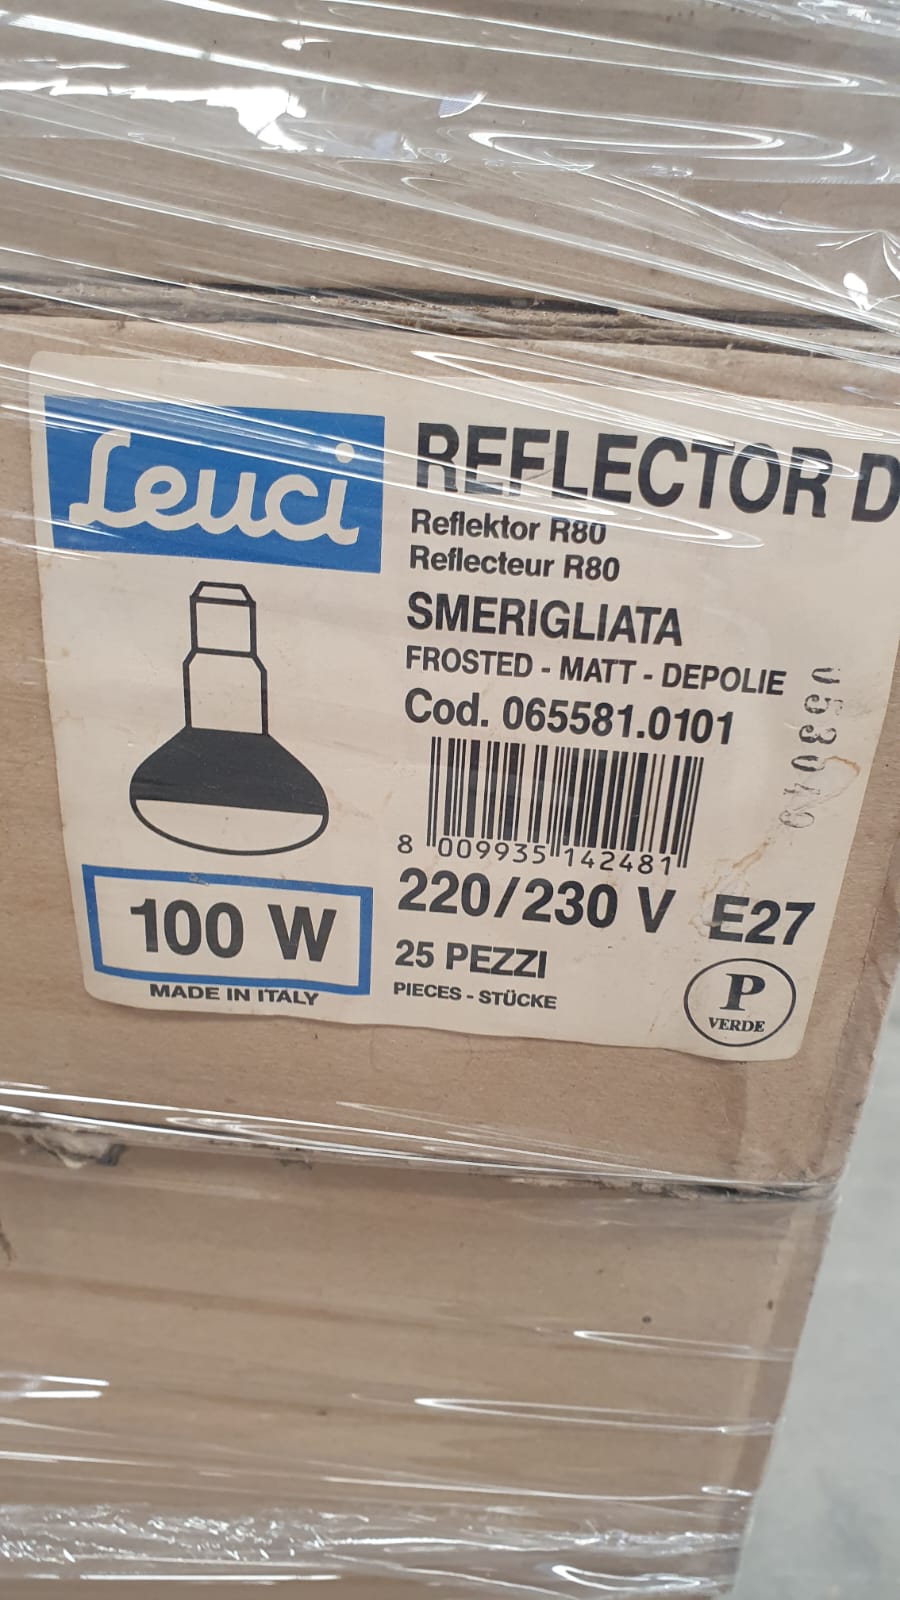 Leuci
REFLECTOR D
Reflektor R80
Reflecteur R80
SMERIGLIATA
FROSTED - MATT - DEPOLIE
Cod. 065581.0101
8 009935 142481
220/230 V E27
100 W
25 PEZZI
PIECES - STÜCKE
MADE IN ITALY
P
VERDE